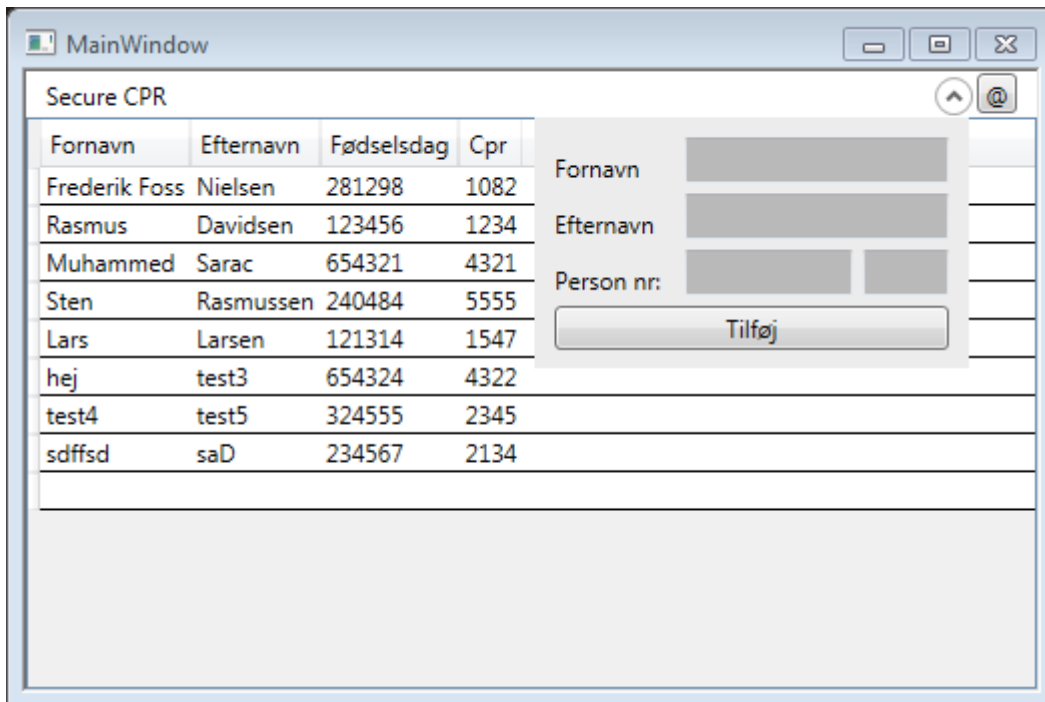 MainWindow
Secure CPR @
Fornavn Efternavn Fødselsdag Cpr
Frederik Foss Nielsen 281298 1082
Rasmus Davidsen 123456 1234
Muhammed Sarac 654321 4321
Sten Rasmussen 240484 5555
Lars Larsen 121314 1547
hej test3 654324 4322
test4 test5 324555 2345
sdffsd saD 234567 2134
Fornavn
Efternavn
Person nr:
Tilføj